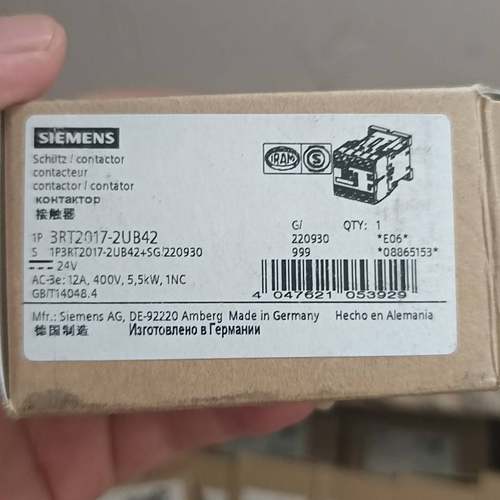 SIEMENS
Schütz / contactor
contacteur
contactor / contâtor
контактор
接触器
IRAM S
1P 3RT2017-2UB42
S 1P3RT2017-2UB42+SG/220930
24V
AC-3e: 12A, 400V, 5,5kW, 1NC
GB/T14048.4
G/ QTY: 1
220930 *E06*
999 *08865153*
4 047621 053929
Mfr.: Siemens AG, DE-92220 Amberg Made in Germany Hecho en Alemania
德国制造 Изготовлено в Германии